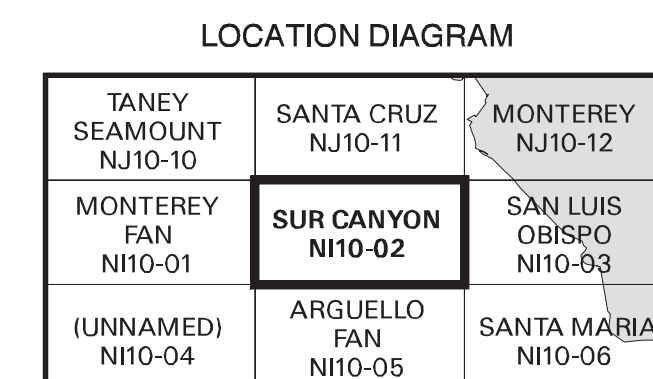 LOCATION DIAGRAM
TANEY
SEAMOUNT
NJ10-10
SANTA CRUZ
NJ10-11
MONTEREY
NJ10-12
MONTEREY
FAN
NI10-01
SUR CANYON
NI10-02
SAN LUIS
OBISPO
NI10-03
(UNNAMED)
NI10-04
ARGUELLO
FAN
NI10-05
SANTA MARIA
NI10-06